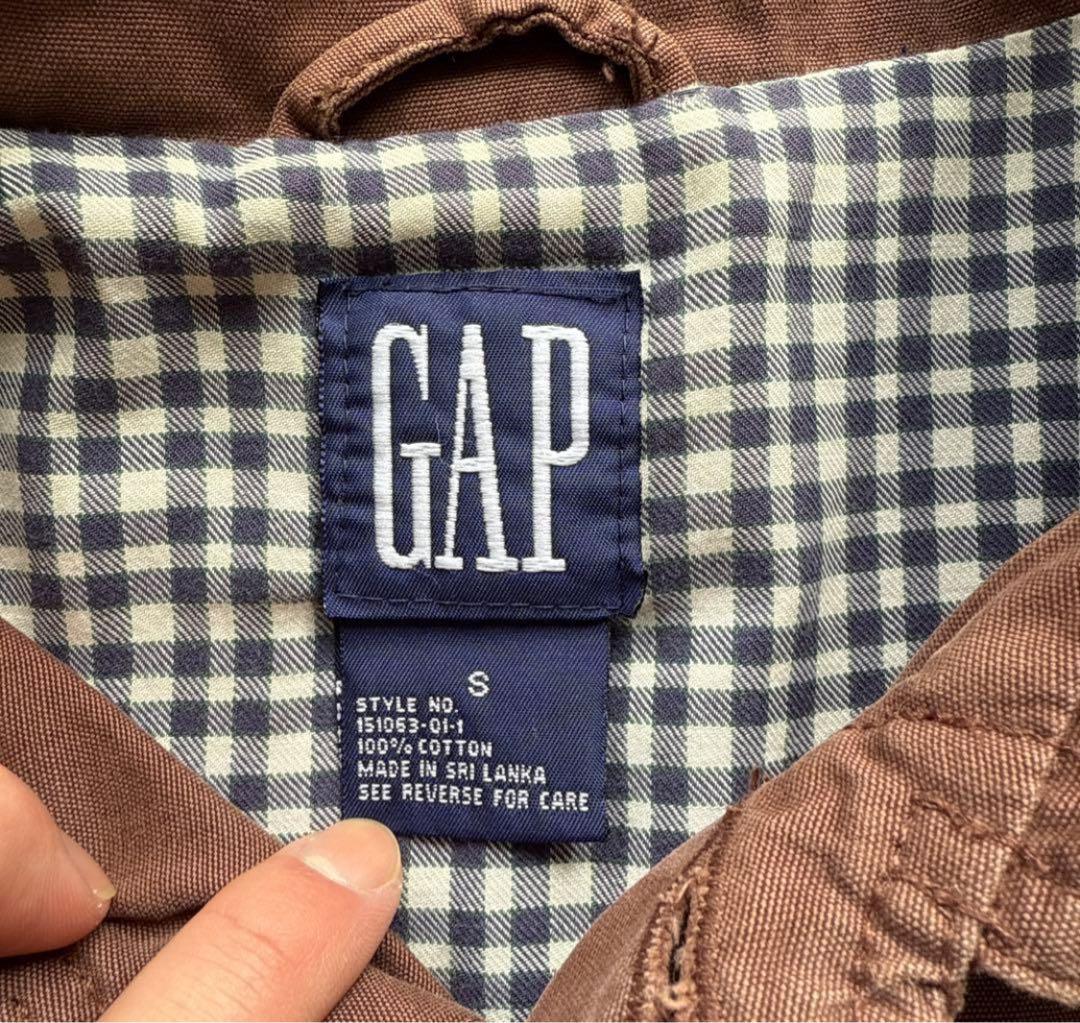 GAP
S
STYLE NO.
151063-01-1
100% COTTON
MADE IN SRI LANKA
SEE REVERSE FOR CARE